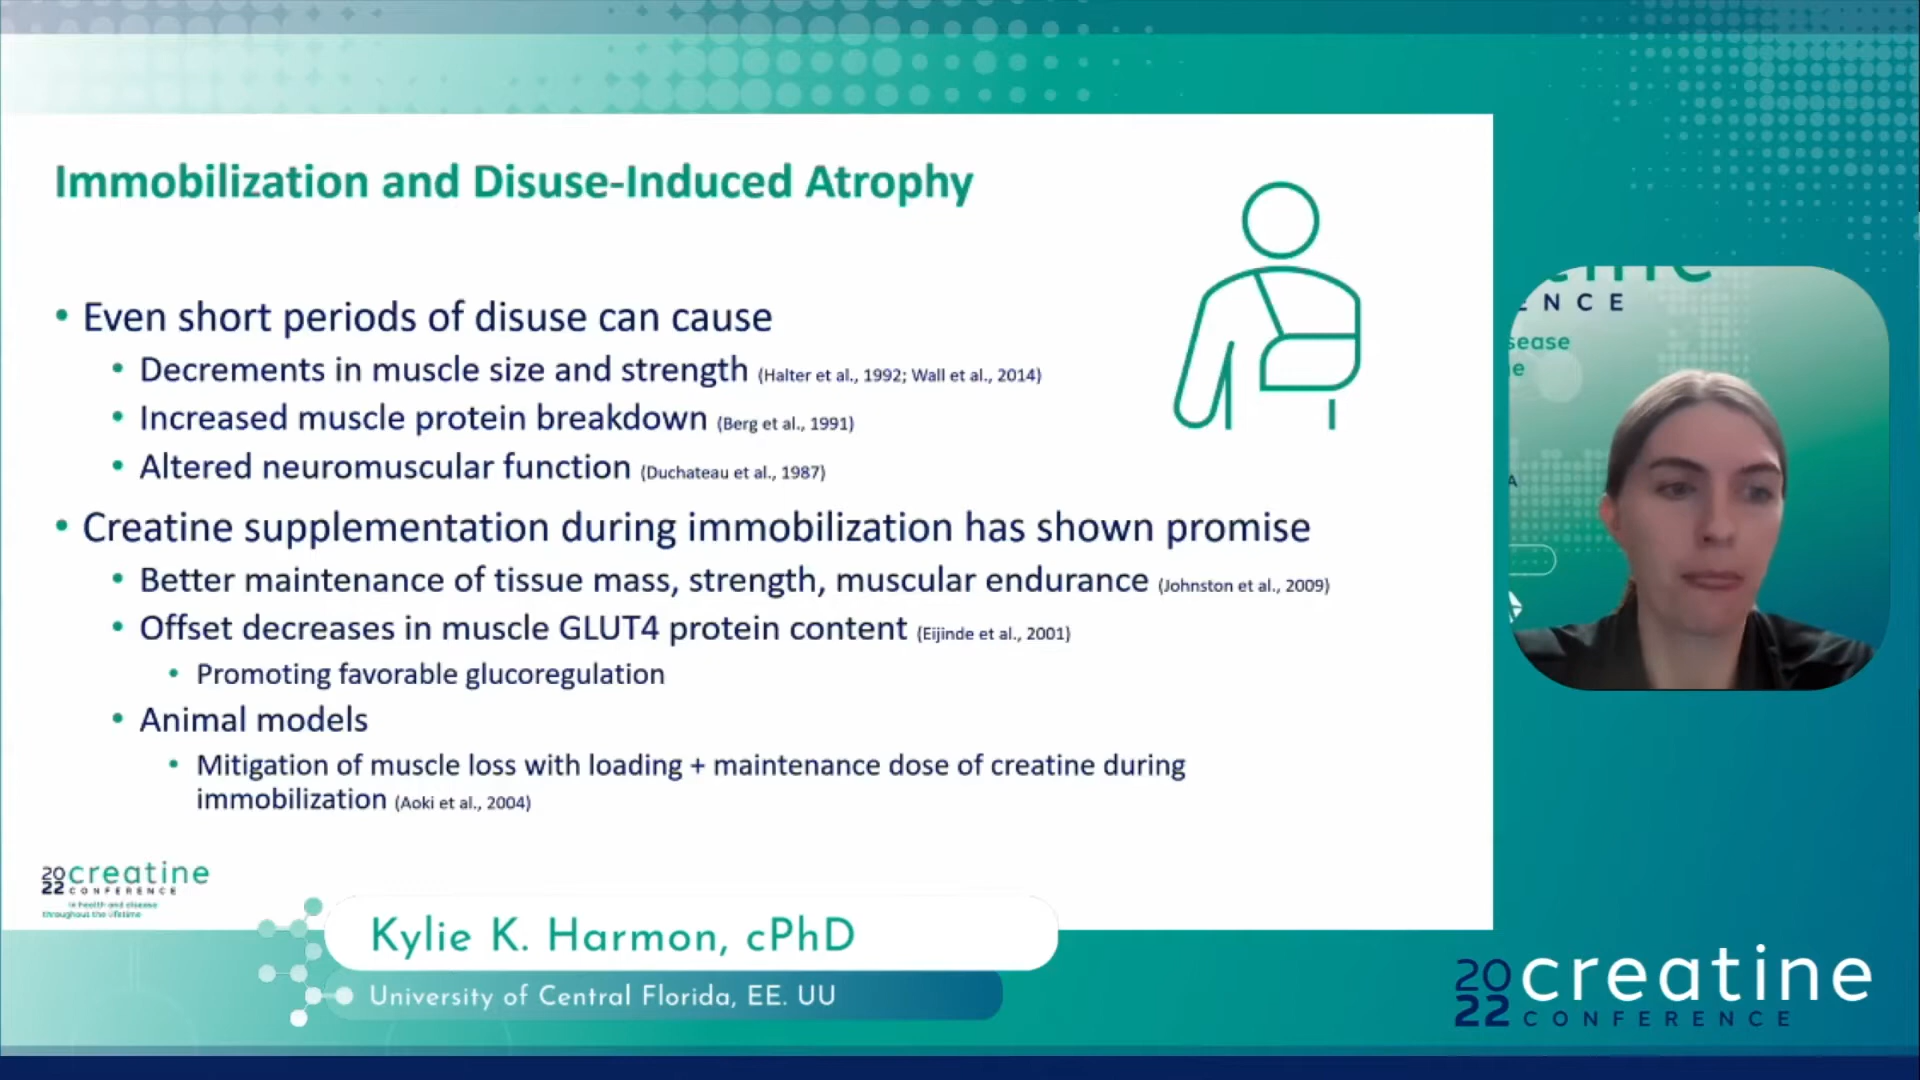 Immobilization and Disuse-Induced Atrophy
• Even short periods of disuse can cause
• Decrements in muscle size and strength (Halter et al., 1992; Wall et al., 2014)
• Increased muscle protein breakdown (Berg et al., 1991)
• Altered neuromuscular function (Duchateau et al., 1987)
• Creatine supplementation during immobilization has shown promise
• Better maintenance of tissue mass, strength, muscular endurance (Johnston et al., 2009)
• Offset decreases in muscle GLUT4 protein content (Eijinde et al., 2001)
• Promoting favorable glucoregulation
• Animal models
• Mitigation of muscle loss with loading + maintenance dose of creatine during
immobilization (Aoki et al., 2004)
ENCE
sease
e
A
2022 creatine
CONFERENCE
in health and disease
throughout the lifetime
Kylie K. Harmon, cPhD
University of Central Florida, EE. UU
2022 creatine
CONFERENCE